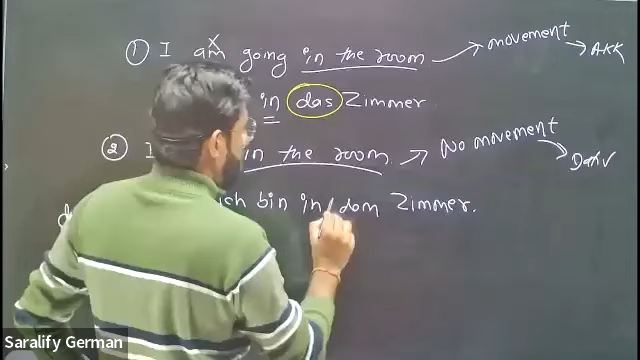 ① I am going in the room → movement → AKK
in das Zimmer
② I in the room → No movement → Dativ
ich bin in dem Zimmer.
Saralify German